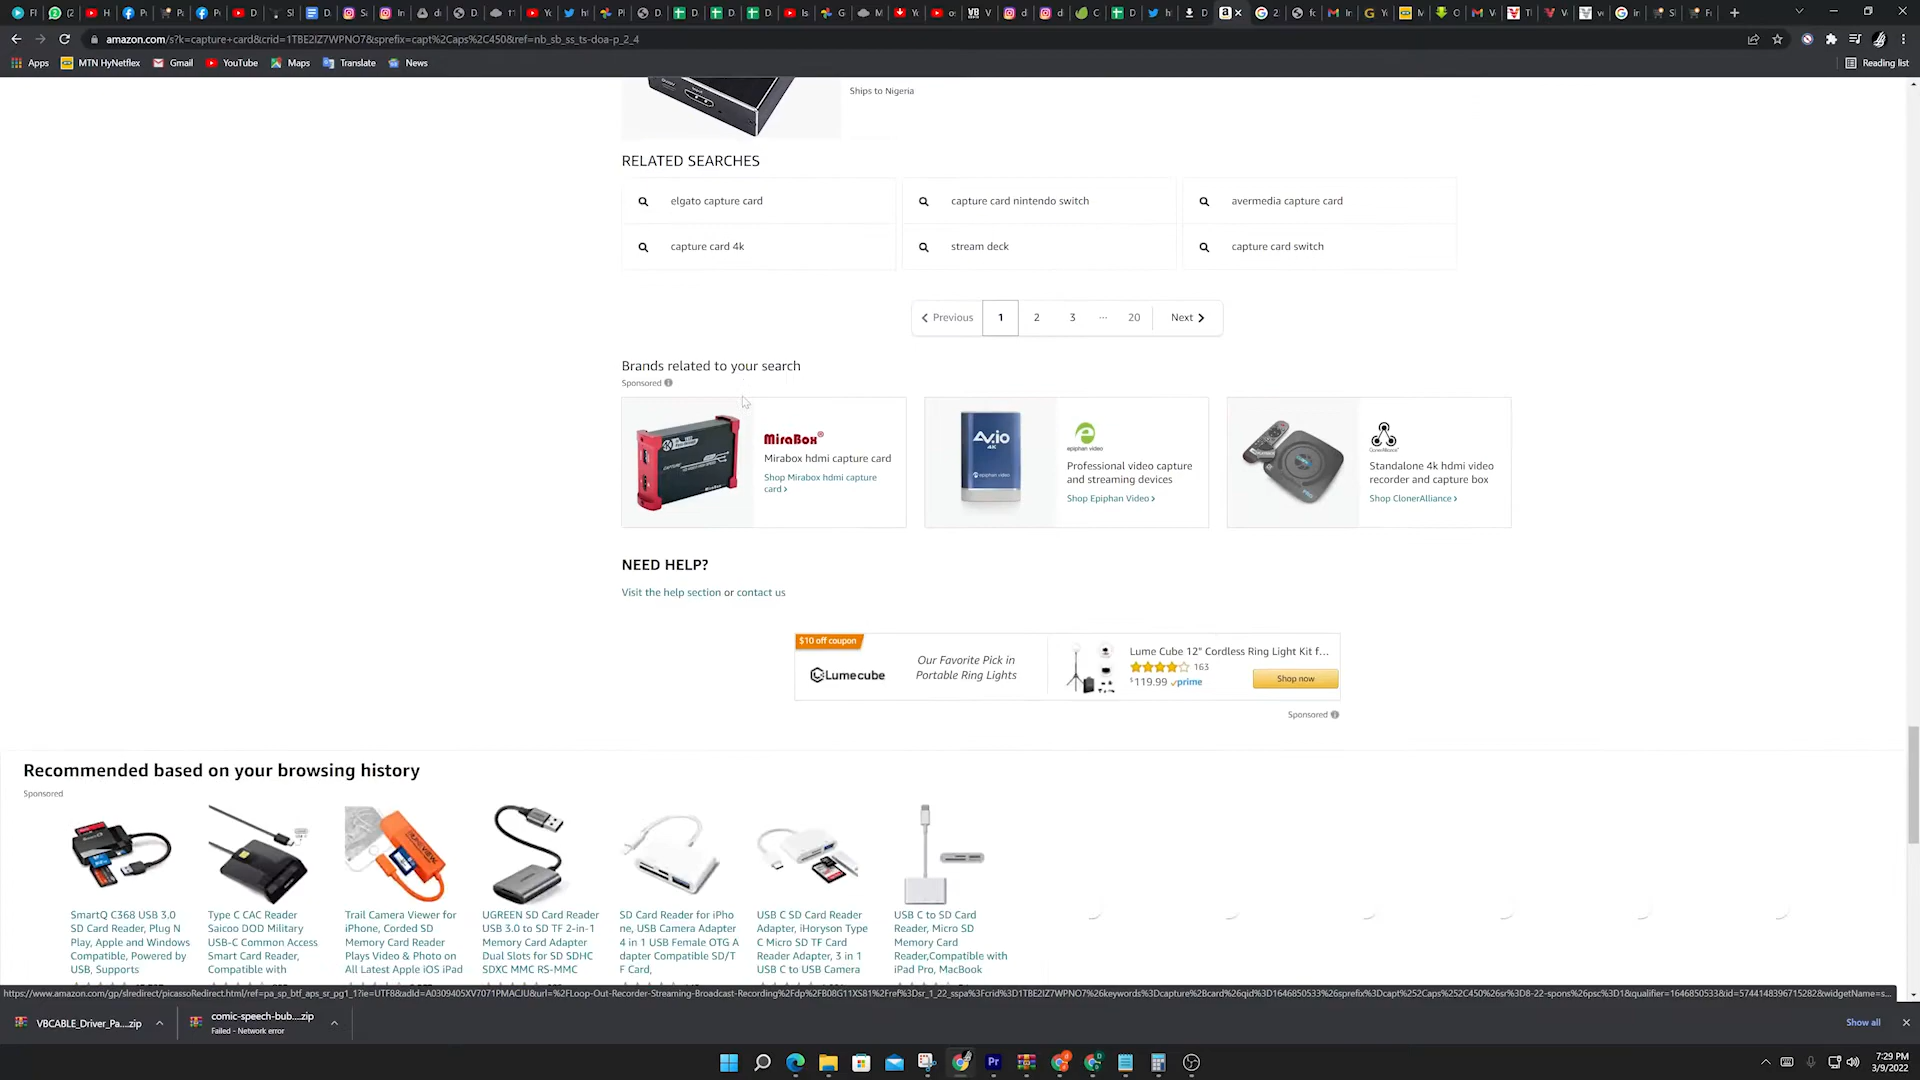 amazon.com/s?k=capture+card&crid=1TBE2IZ7WPNO7&sprefix=capt%2Caps%2C450&ref=nb_sb_ss_ts-doa-p_2_4
Apps
MTN HyNetflex
Gmail
YouTube
Maps
Translate
News
Reading list
Ships to Nigeria
RELATED SEARCHES
elgato capture card
capture card nintendo switch
avermedia capture card
capture card 4k
stream deck
capture card switch
Previous 1 2 3 ... 20 Next
Brands related to your search
Sponsored
MiraBox
Mirabox hdmi capture card
Shop Mirabox hdmi capture
card ›
AV.io
4K
epiphan video
epiphan video
Professional video capture
and streaming devices
Shop Epiphan Video ›
ClonerAlliance
Standalone 4k hdmi video
recorder and capture box
Shop ClonerAlliance ›
NEED HELP?
Visit the help section or contact us
$10 off coupon
Lumecube
Our Favorite Pick in
Portable Ring Lights
Lume Cube 12" Cordless Ring Light Kit f...
163
$119.99 prime
Shop now
Sponsored
Recommended based on your browsing history
Sponsored
SmartQ C368 USB 3.0
SD Card Reader, Plug N
Play, Apple and Windows
Compatible, Powered by
USB, Supports
Type C CAC Reader
Saicoo DOD Military
USB-C Common Access
Smart Card Reader,
Compatible with
Trail Camera Viewer for
iPhone, Corded SD
Memory Card Reader
Plays Video & Photo on
All Latest Apple iOS iPad
UGREEN SD Card Reader
USB 3.0 to SD TF 2-in-1
Memory Card Adapter
Dual Slots for SD SDHC
SDXC MMC RS-MMC
SD Card Reader for iPho
ne, USB Camera Adapter
4 in 1 USB Female OTG A
dapter Compatible SD/T
F Card,
USB C SD Card Reader
Adapter, iHoryson Type
C Micro SD TF Card
Reader Adapter, 3 in 1
USB C to USB Camera
USB C to SD Card
Reader, Micro SD
Memory Card
Reader,Compatible with
iPad Pro, MacBook
VBCABLE_Driver_Pa....zip
comic-speech-bub....zip
Failed - Network error
Show all
7:29 PM
3/9/2022